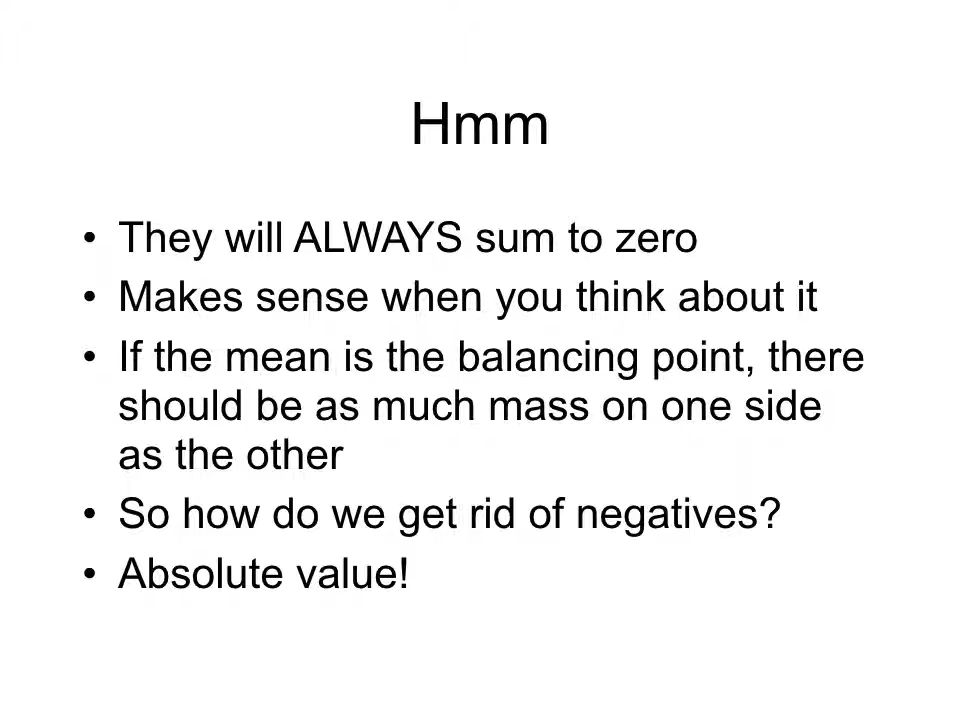 Hmm
• They will ALWAYS sum to zero
• Makes sense when you think about it
• If the mean is the balancing point, there
should be as much mass on one side
as the other
• So how do we get rid of negatives?
• Absolute value!